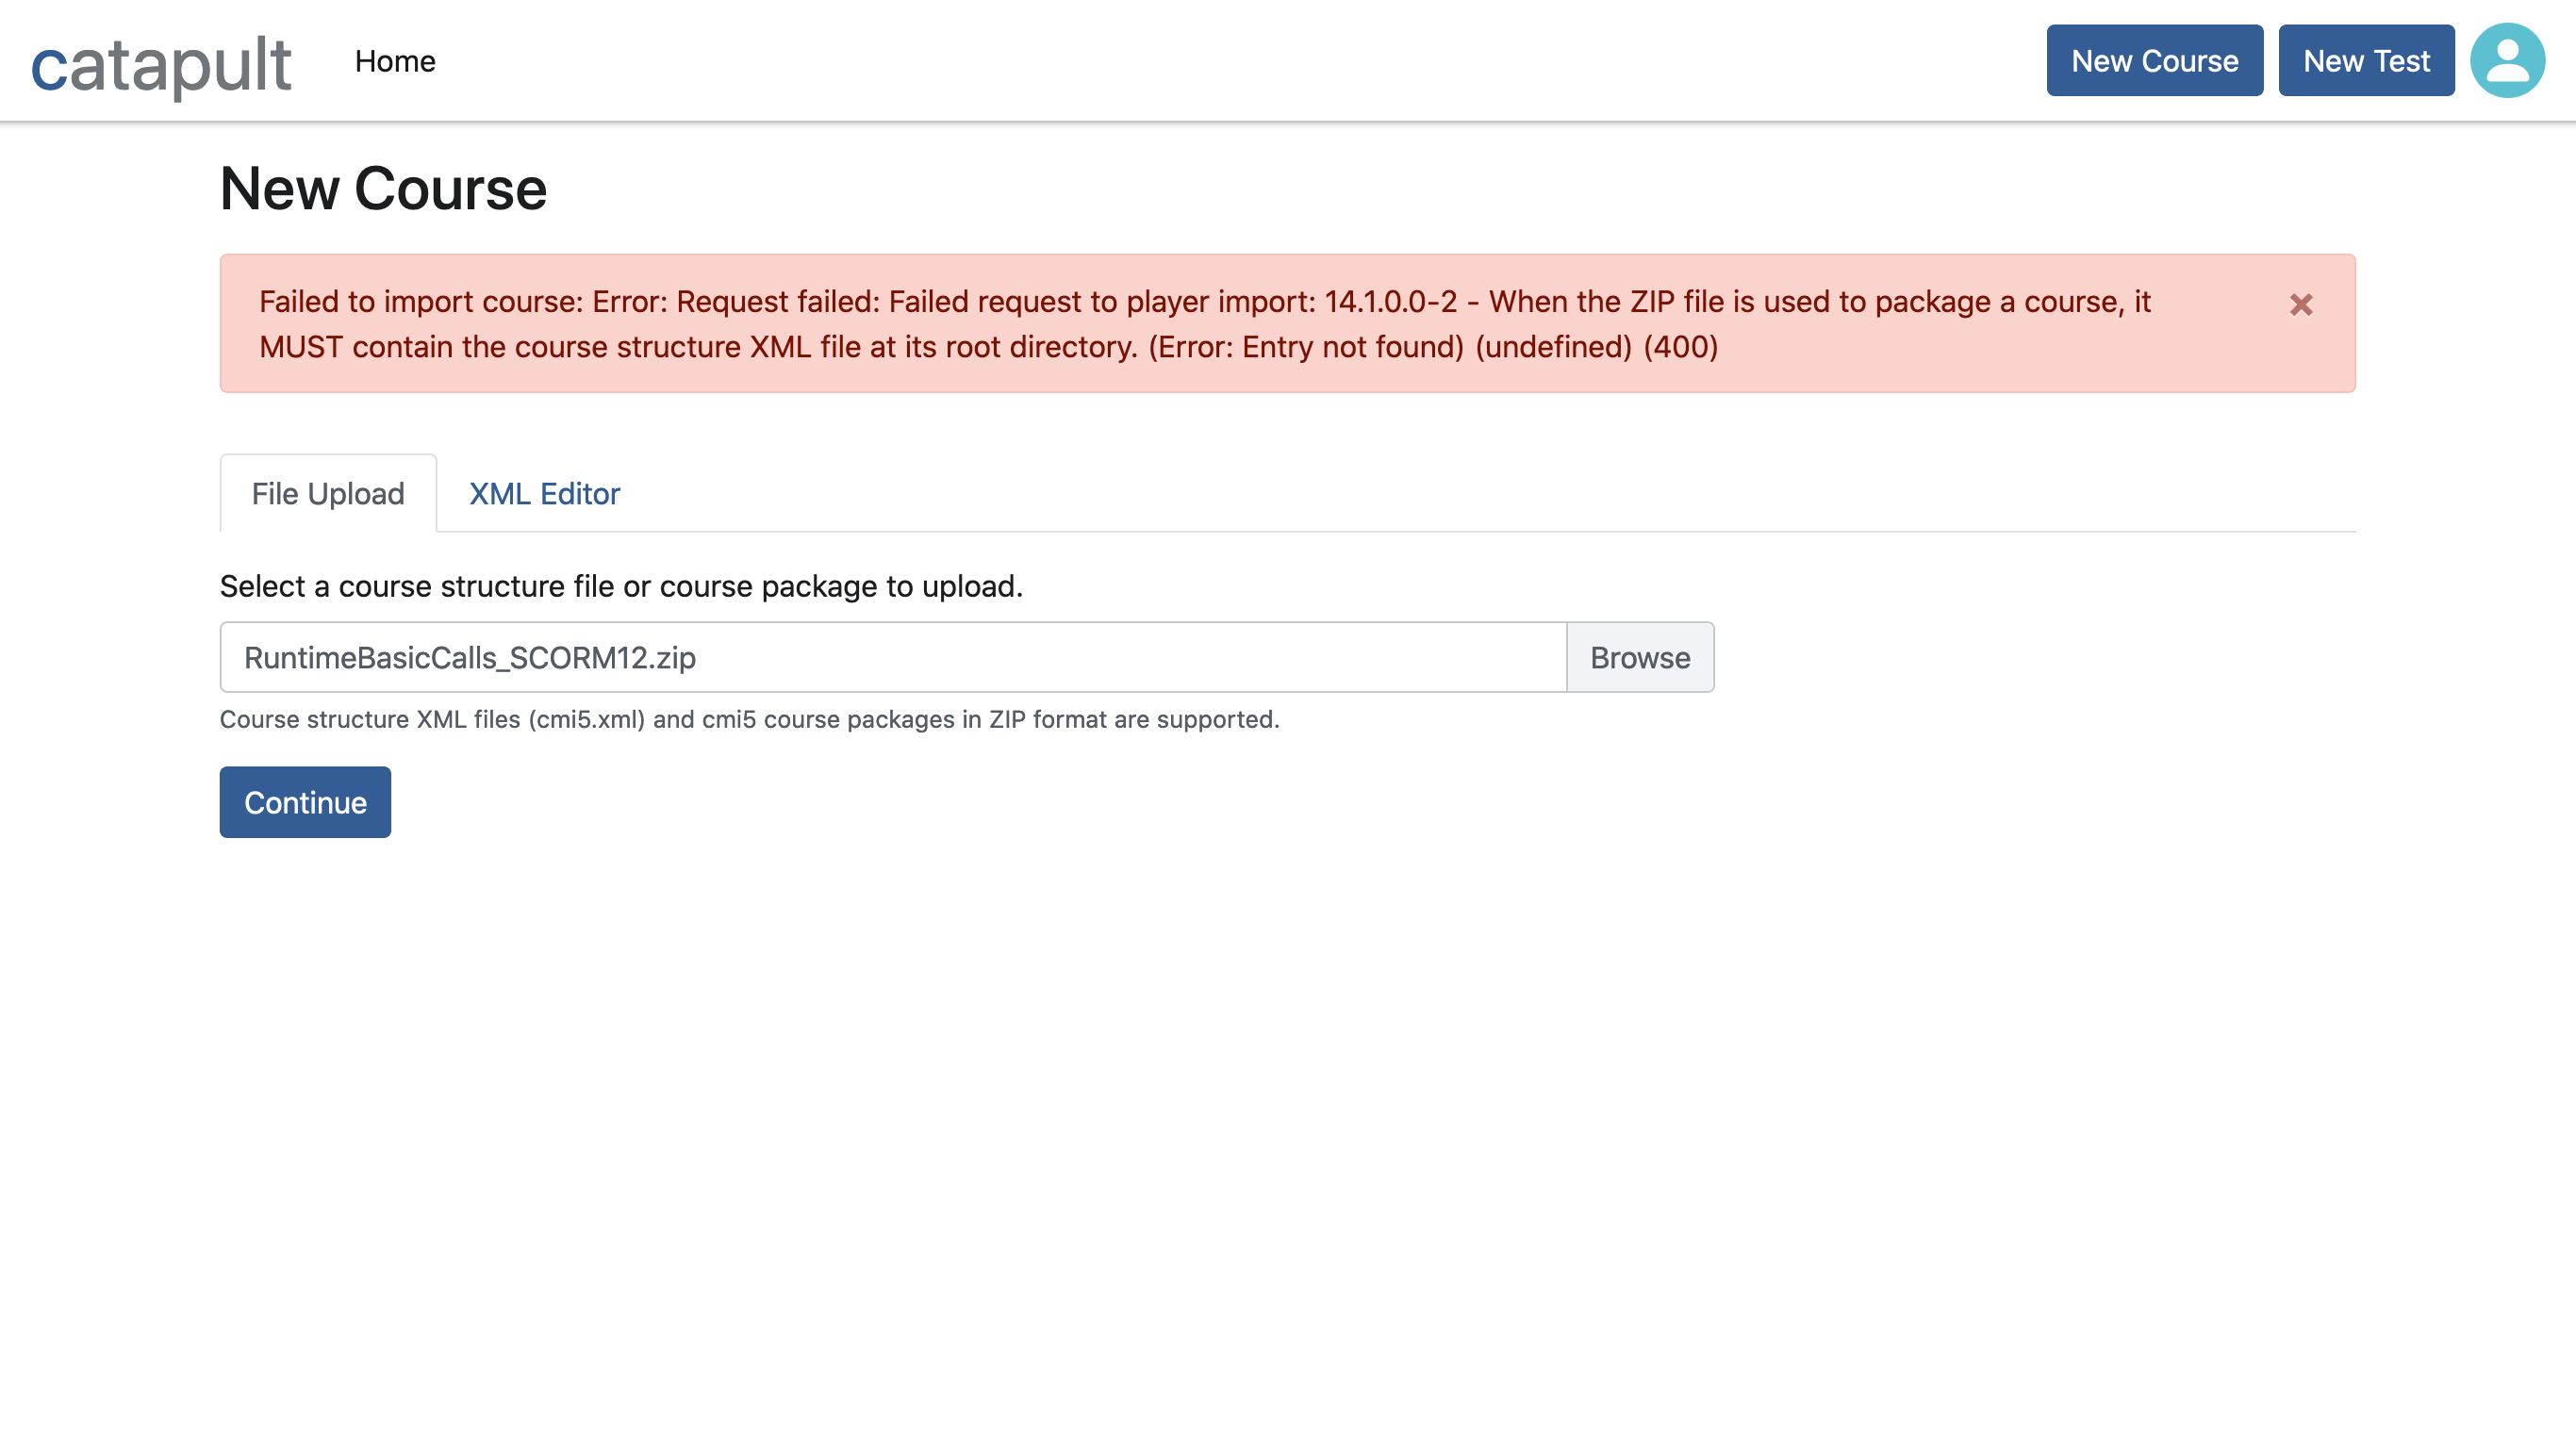 catapult
Home
New Course
New Test
New Course
Failed to import course: Error: Request failed: Failed request to player import: 14.1.0.0-2 - When the ZIP file is used to package a course, it
MUST contain the course structure XML file at its root directory. (Error: Entry not found) (undefined) (400)
×
File Upload
XML Editor
Select a course structure file or course package to upload.
RuntimeBasicCalls_SCORM12.zip
Browse
Course structure XML files (cmi5.xml) and cmi5 course packages in ZIP format are supported.
Continue